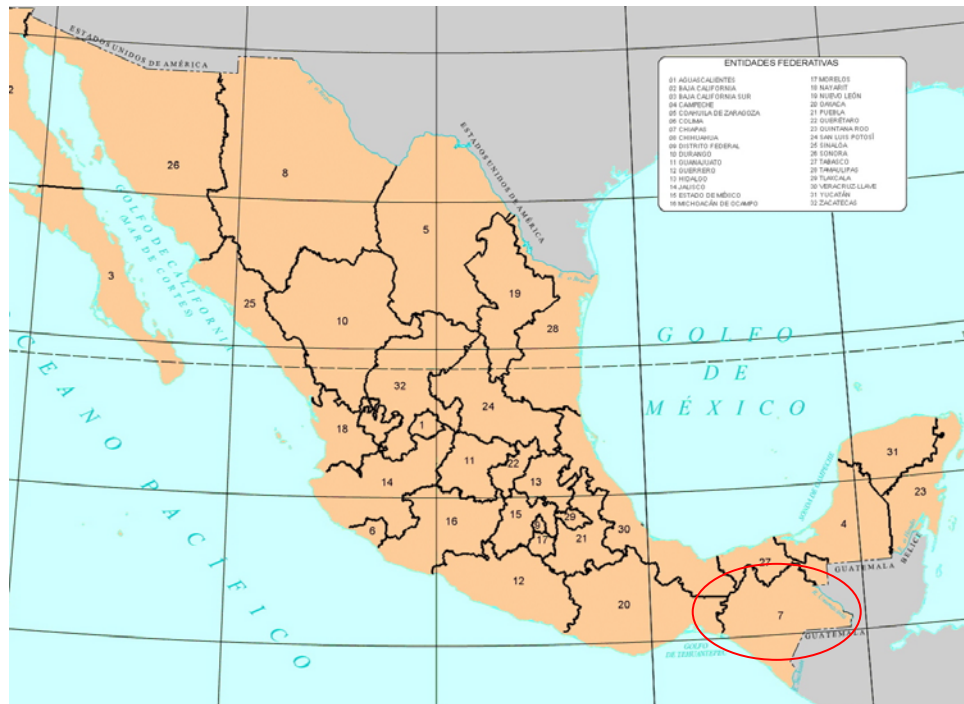 ESTADOS UNIDOS DE AMÉRICA
ENTIDADES FEDERATIVAS
01 AGUASCALIENTES
02 BAJA CALIFORNIA
03 BAJA CALIFORNIA SUR
04 CAMPECHE
05 COAHUILA DE ZARAGOZA
06 COLIMA
07 CHIAPAS
08 CHIHUAHUA
09 DISTRITO FEDERAL
10 DURANGO
11 GUANAJUATO
12 GUERRERO
13 HIDALGO
14 JALISCO
15 ESTADO DE MÉXICO
16 MICHOACÁN DE OCAMPO
17 MORELOS
18 NAYARIT
19 NUEVO LEÓN
20 OAXACA
21 PUEBLA
22 QUERÉTARO
23 QUINTANA ROO
24 SAN LUIS POTOSÍ
25 SINALOA
26 SONORA
27 TABASCO
28 TAMAULIPAS
29 TLAXCALA
30 VERACRUZ-LLAVE
31 YUCATÁN
32 ZACATECAS
2
26
8
5
ESTADOS UNIDOS DE AMÉRICA
GOLFO DE CALIFORNIA
(MAR DE CORTÉS)
3
25
10
19
28
GOLFO
DE
MÉXICO
32
24
18
1
11
22
13
14
31
23
SONDA DE CAMPECHE
4
6
16
15
9
29
17
21
30
27
BELICE
GUATEMALA
12
20
7
GUATEMALA
GOLFO
DE TEHUANTEPEC
CEANO PACÍFICO